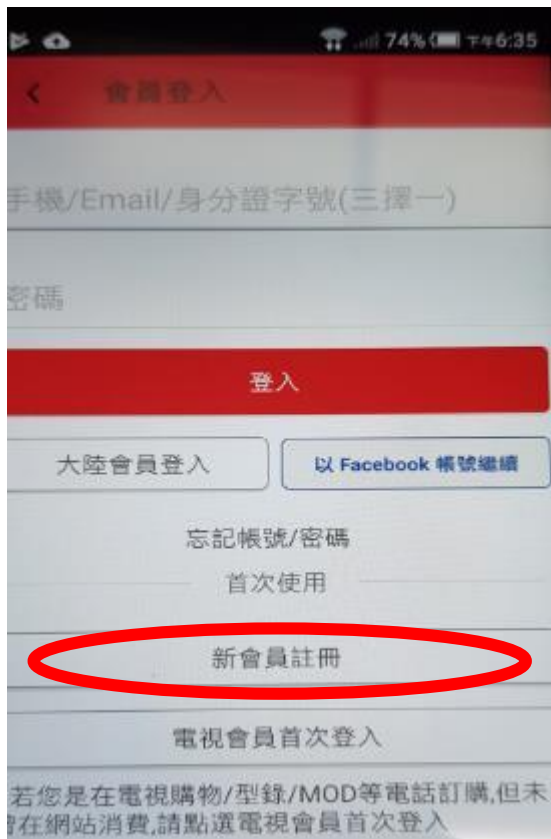 74% 下午6:35
會員登入
手機/Email/身分證字號(三擇一)
密碼
登入
大陸會員登入
以 Facebook 帳號繼續
忘記帳號/密碼
首次使用
新會員註冊
電視會員首次登入
若您是在電視購物/型錄/MOD等電話訂購,但未
曾在網站消費,請點選電視會員首次登入